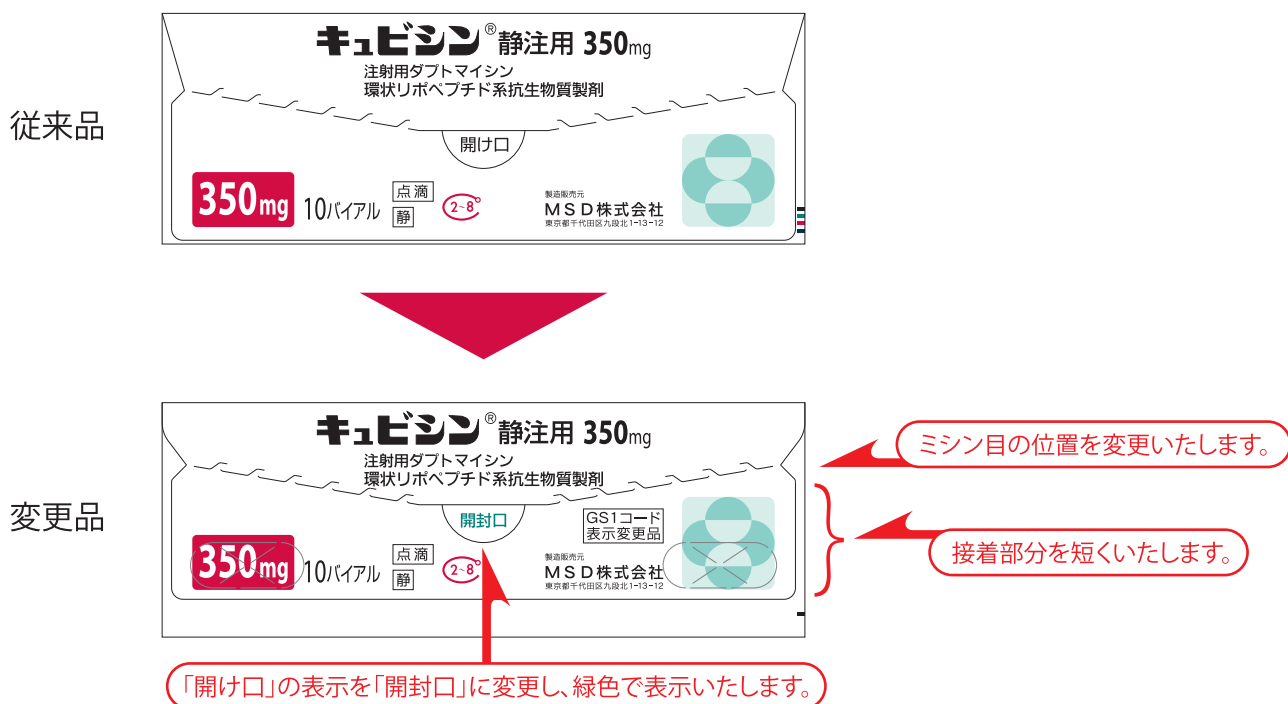 キュビシン®静注用 350mg
注射用ダプトマイシン
環状リポペプチド系抗生物質製剤
従来品
開け口
350mg
10バイアル
点滴
静
2~8°
製造販売元
MSD株式会社
東京都千代田区九段北1-13-12
キュビシン®静注用 350mg
注射用ダプトマイシン
環状リポペプチド系抗生物質製剤
ミシン目の位置を変更いたします。
変更品
開封口
GS1コード
表示変更品
350mg
10バイアル
点滴
静
2~8°
製造販売元
MSD株式会社
東京都千代田区九段北1-13-12
接着部分を短くいたします。
「開け口」の表示を「開封口」に変更し、緑色で表示いたします。